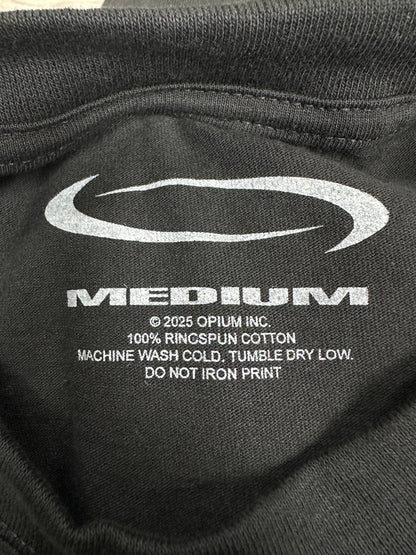 MEDIUM
© 2025 OPIUM INC.
100% RINGSPUN COTTON
MACHINE WASH COLD. TUMBLE DRY LOW.
DO NOT IRON PRINT